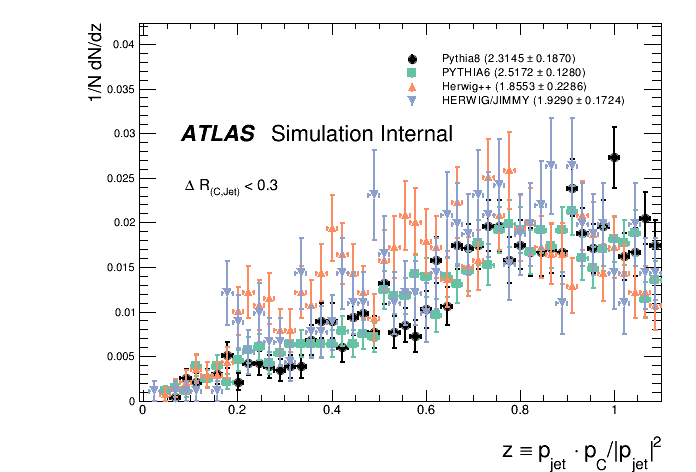 1/N dN/dz
0.04
0.035
0.03
0.025
0.02
0.015
0.01
0.005
0
Pythia8 (2.3145 ± 0.1870)
PYTHIA6 (2.5172 ± 0.1280)
Herwig++ (1.8553 ± 0.2286)
HERWIG/JIMMY (1.9290 ± 0.1724)
ATLAS Simulation Internal
Δ R(C,Jet) < 0.3
0 0.2 0.4 0.6 0.8 1
z ≡ p_jet · p_C/|p_jet|²